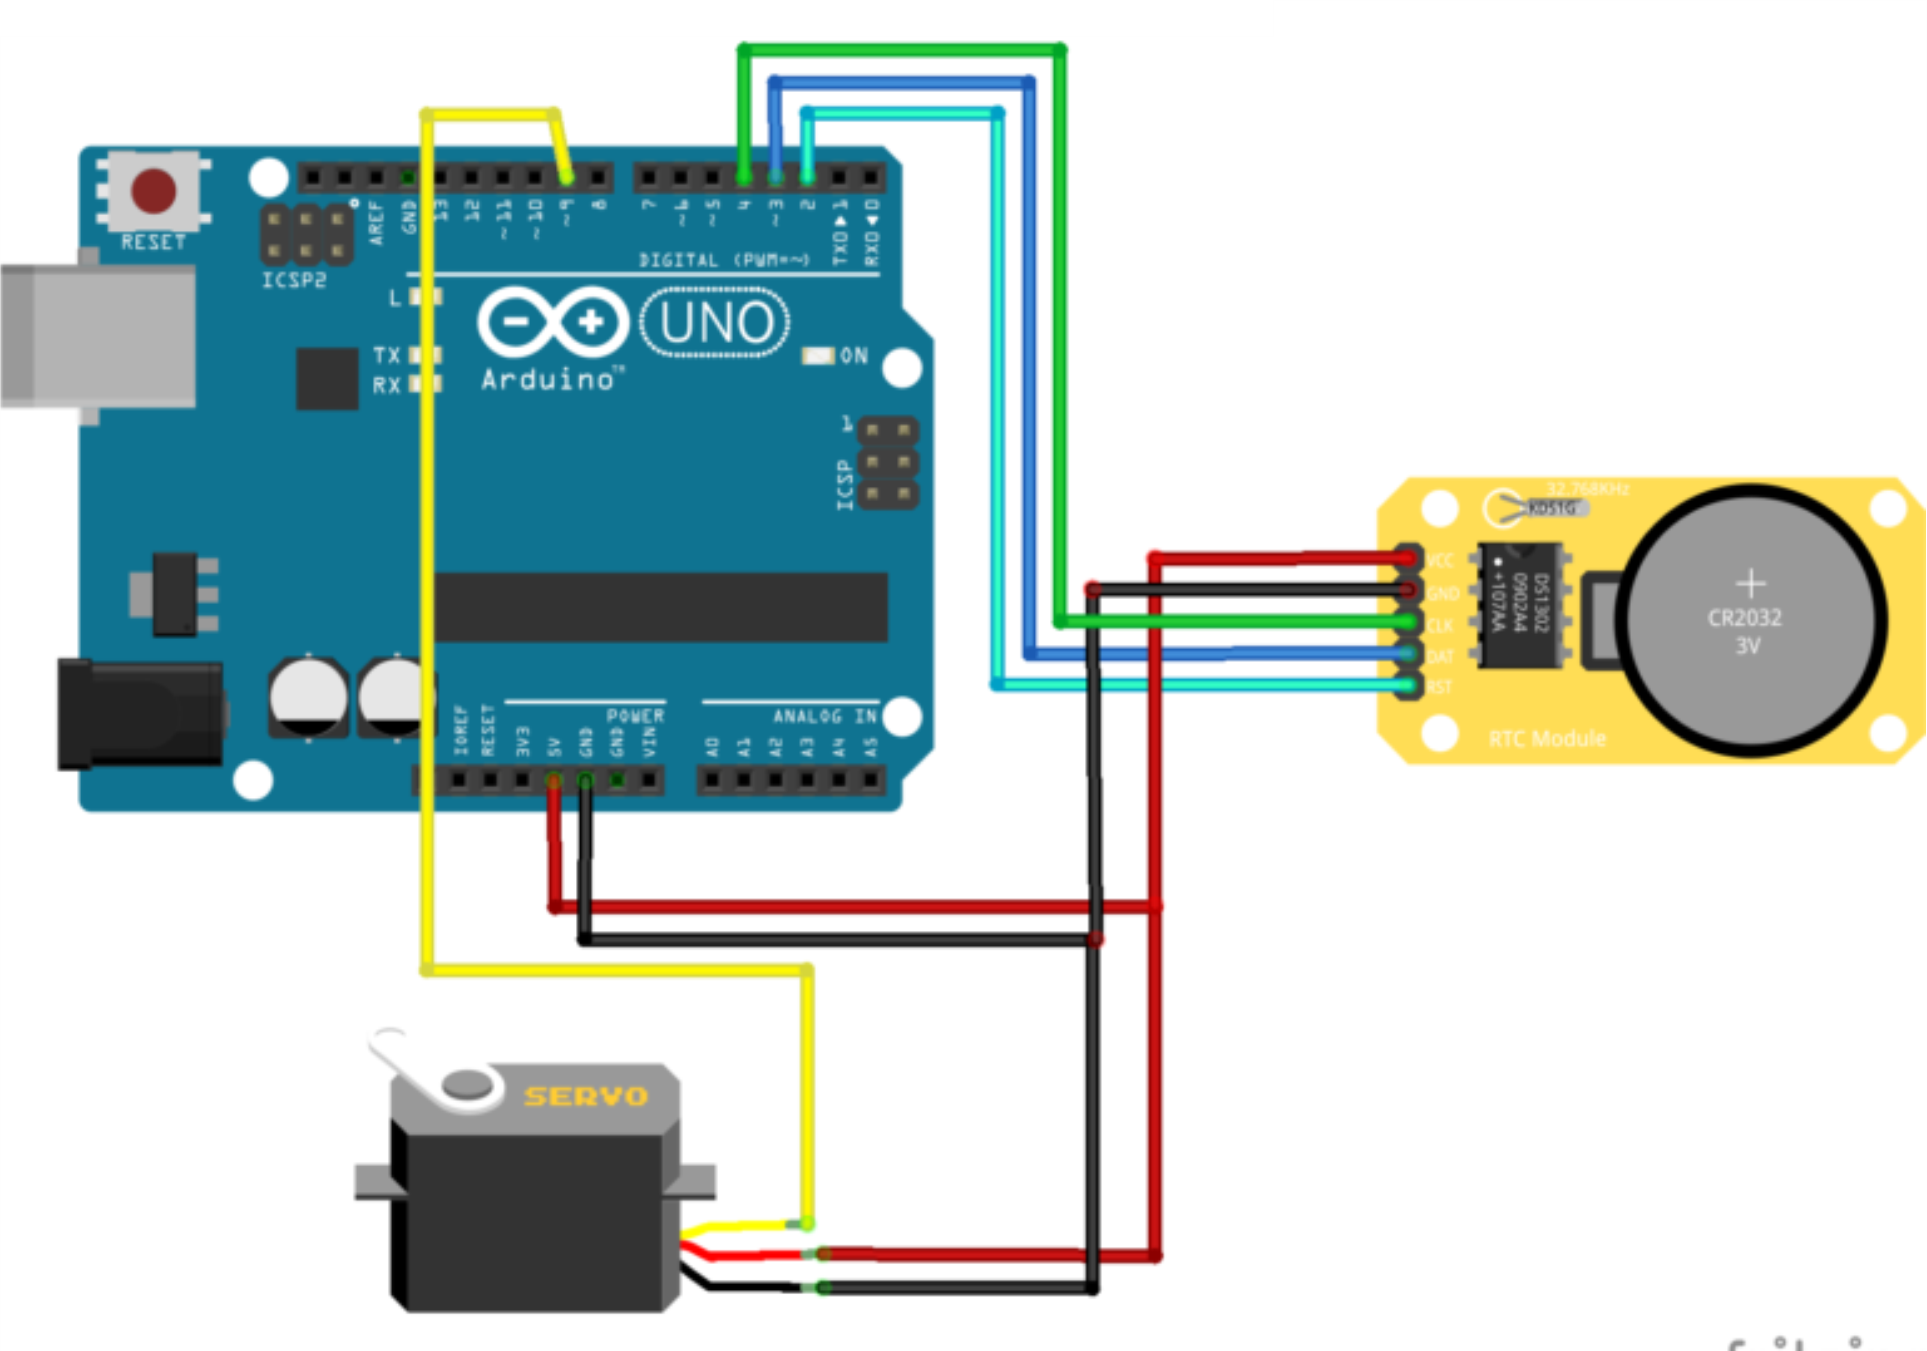 RESET
ICSP2
AREF
GND
13
12
~11
~10
~9
8
7
~6
~5
4
~3
2
TX0▶1
RX0◀0
DIGITAL (PWM=~)
L
TX
RX
UNO
Arduino™
ON
1
ICSP
IOREF
RESET
3V3
5V
GND
GND
VIN
POWER
A0
A1
A2
A3
A4
A5
ANALOG IN
32.768KHz
KDS1G
VCC
GND
CLK
DAT
RST
DS1302
0902A4
+107AA
CR2032
3V
RTC Module
SERVO